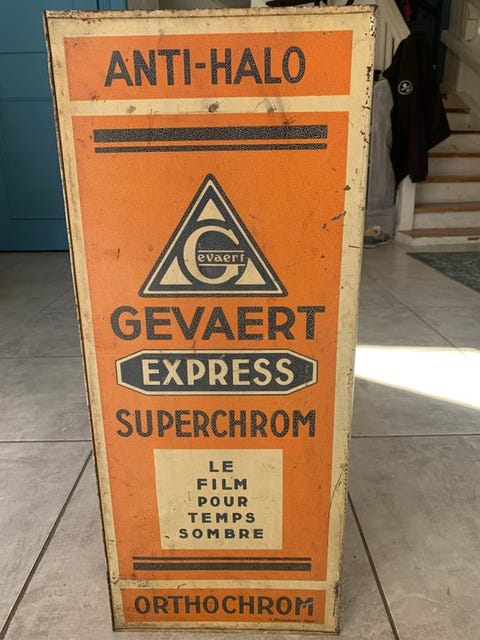 ANTI-HALO
Gevaert
GEVAERT
EXPRESS
SUPERCHROM
LE
FILM
POUR
TEMPS
SOMBRE
ORTHOCHROM